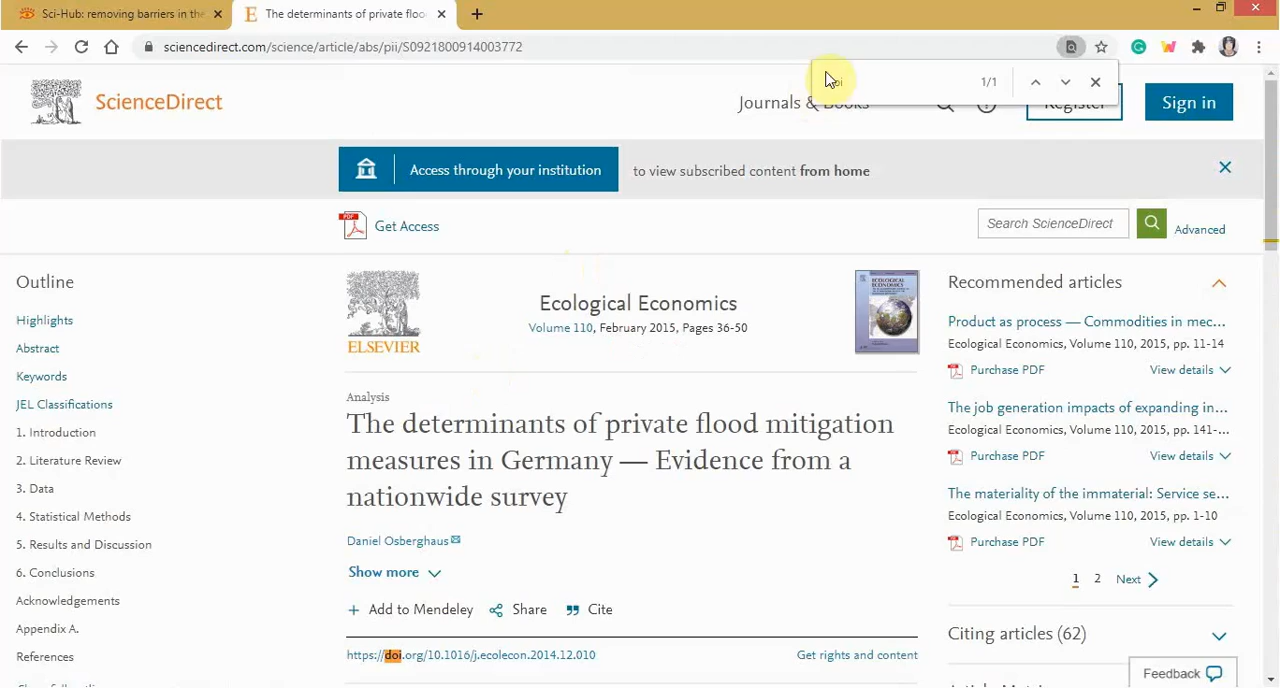 Sci-Hub: removing barriers in the
The determinants of private floo
sciencedirect.com/science/article/abs/pii/S0921800914003772
1/1
ScienceDirect
Journals & Books
Register
Sign in
Access through your institution
to view subscribed content from home
PDF
Get Access
Search ScienceDirect
Advanced
Outline
Highlights
Abstract
Keywords
JEL Classifications
1. Introduction
2. Literature Review
3. Data
4. Statistical Methods
5. Results and Discussion
6. Conclusions
Acknowledgements
Appendix A.
References
ELSEVIER
Ecological Economics
Volume 110, February 2015, Pages 36-50
ECOLOGICAL ECONOMICS
Analysis
The determinants of private flood mitigation
measures in Germany — Evidence from a
nationwide survey
Daniel Osberghaus
Show more
Add to Mendeley
Share
Cite
https://doi.org/10.1016/j.ecolecon.2014.12.010
Get rights and content
Recommended articles
Product as process — Commodities in mec...
Ecological Economics, Volume 110, 2015, pp. 11-14
Purchase PDF
View details
The job generation impacts of expanding in...
Ecological Economics, Volume 110, 2015, pp. 141-...
Purchase PDF
View details
The materiality of the immaterial: Service se...
Ecological Economics, Volume 110, 2015, pp. 1-10
Purchase PDF
View details
1 2 Next
Citing articles (62)
Feedback